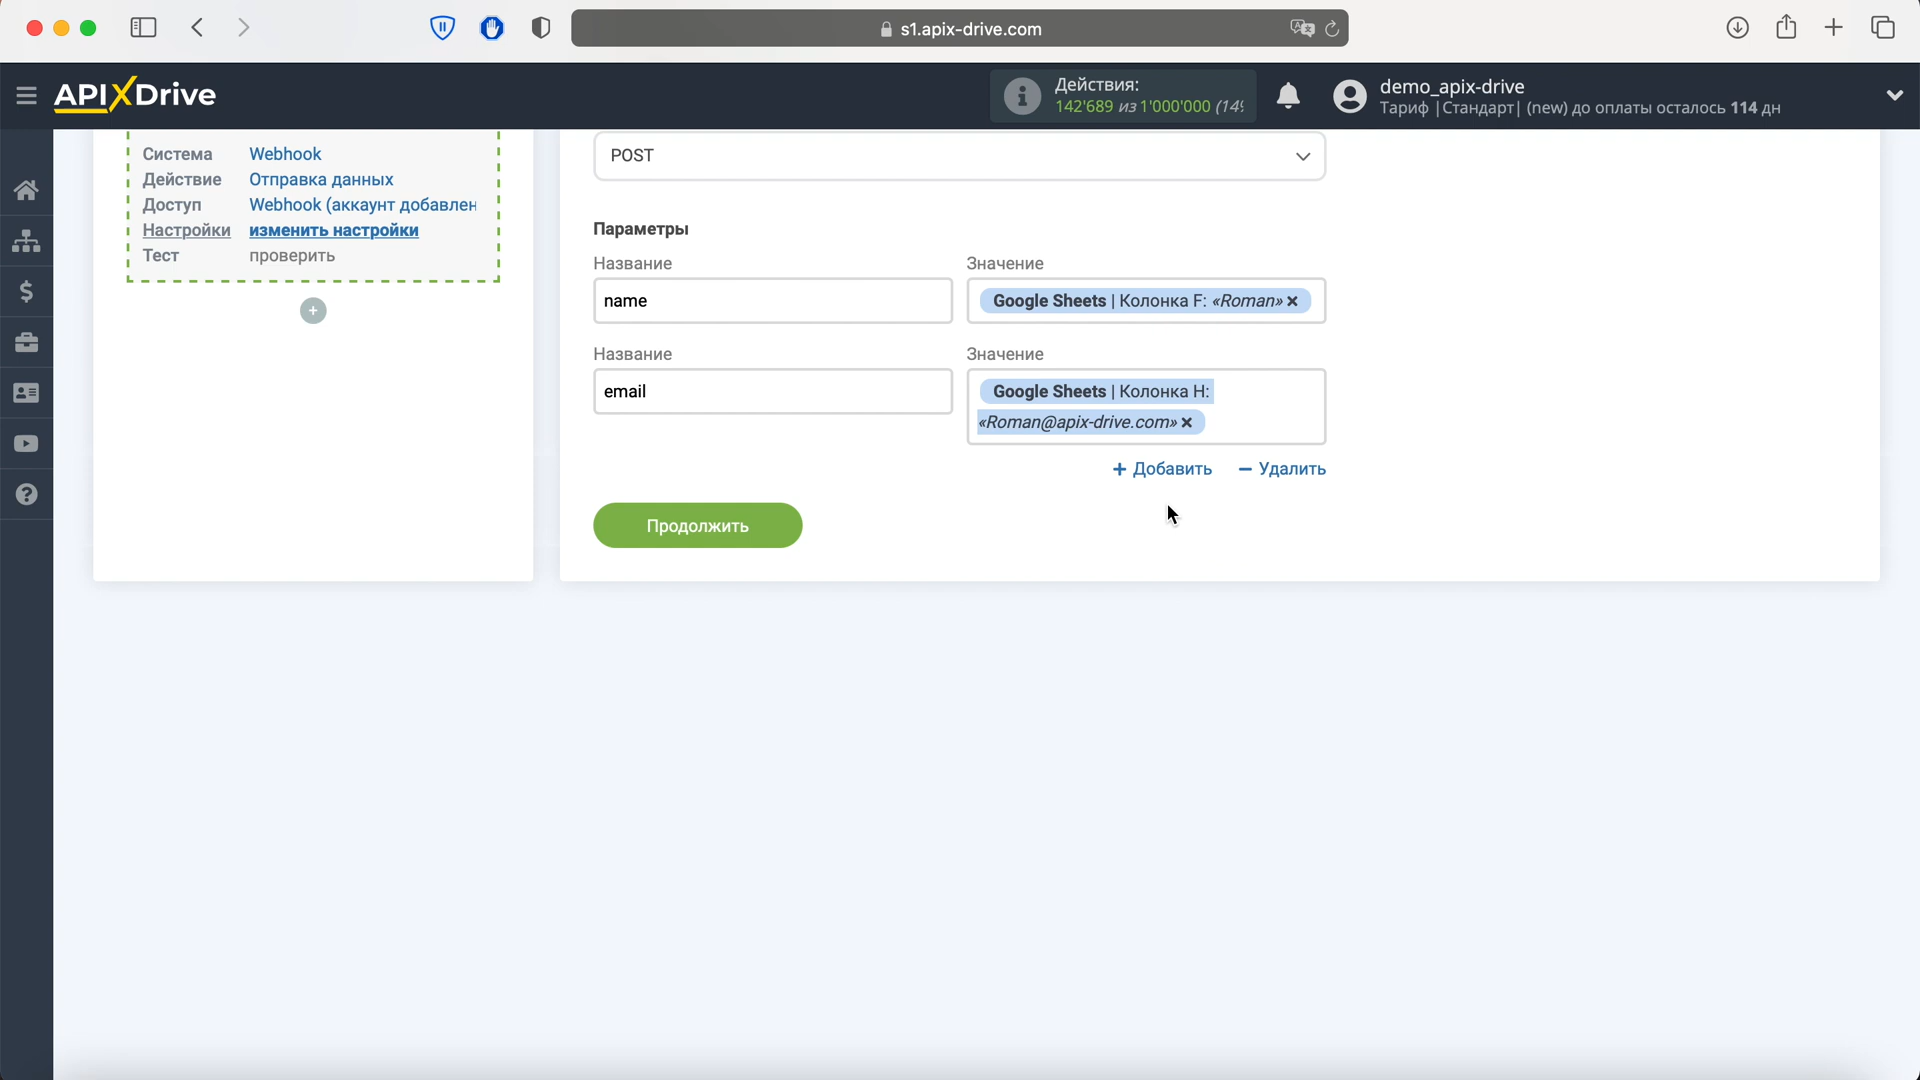 s1.apix-drive.com
APIXDrive
Действия:
142'689 из 1'000'000 (149
demo_apix-drive
Тариф |Стандарт| (new) до оплаты осталось 114 дн
Система Webhook
Действие Отправка данных
Доступ Webhook (аккаунт добавлен
Настройки изменить настройки
Тест проверить
POST
Параметры
Название Значение
name Google Sheets | Колонка F: «Roman»
Название Значение
email Google Sheets | Колонка H:
«Roman@apix-drive.com»
+ Добавить − Удалить
Продолжить